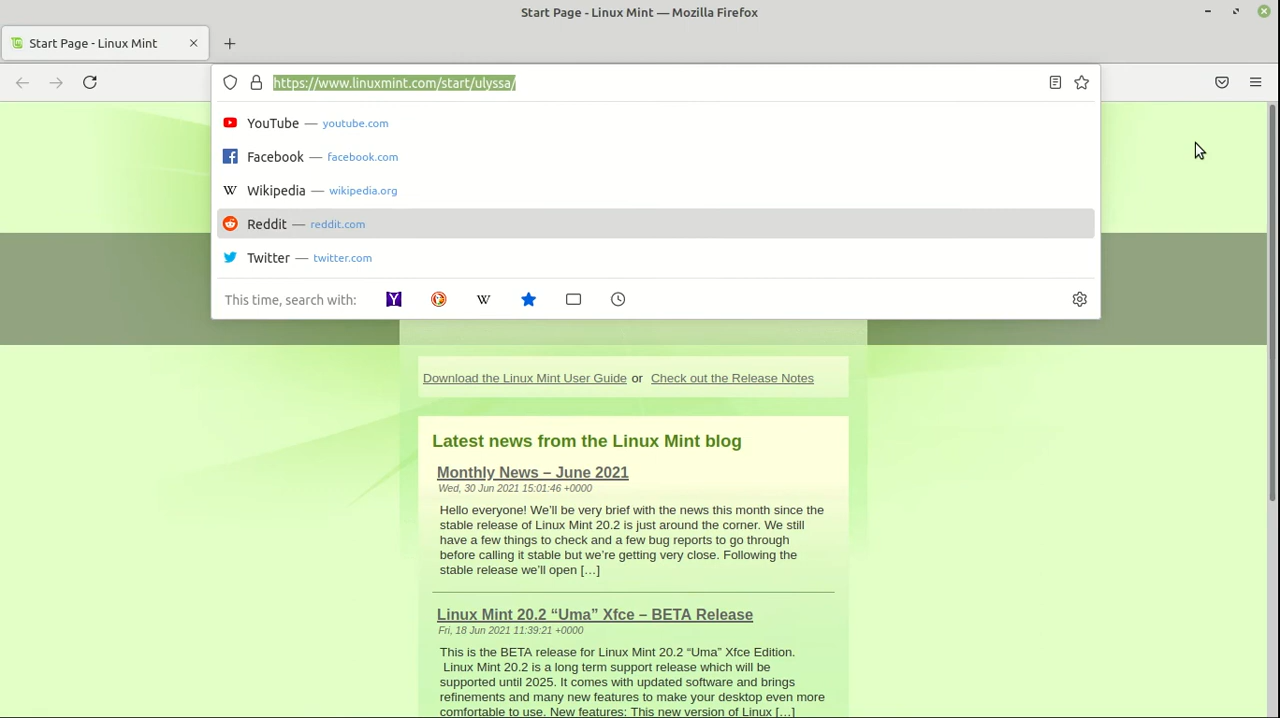 Start Page - Linux Mint — Mozilla Firefox
Start Page - Linux Mint
https://www.linuxmint.com/start/ulyssa/
YouTube — youtube.com
Facebook — facebook.com
Wikipedia — wikipedia.org
Reddit — reddit.com
Twitter — twitter.com
This time, search with:
Download the Linux Mint User Guide or Check out the Release Notes
Latest news from the Linux Mint blog
Monthly News – June 2021
Wed, 30 Jun 2021 15:01:46 +0000
Hello everyone! We’ll be very brief with the news this month since the
stable release of Linux Mint 20.2 is just around the corner. We still
have a few things to check and a few bug reports to go through
before calling it stable but we’re getting very close. Following the
stable release we’ll open […]
Linux Mint 20.2 “Uma” Xfce – BETA Release
Fri, 18 Jun 2021 11:39:21 +0000
This is the BETA release for Linux Mint 20.2 “Uma” Xfce Edition.
Linux Mint 20.2 is a long term support release which will be
supported until 2025. It comes with updated software and brings
refinements and many new features to make your desktop even more
comfortable to use. New features: This new version of Linux […]